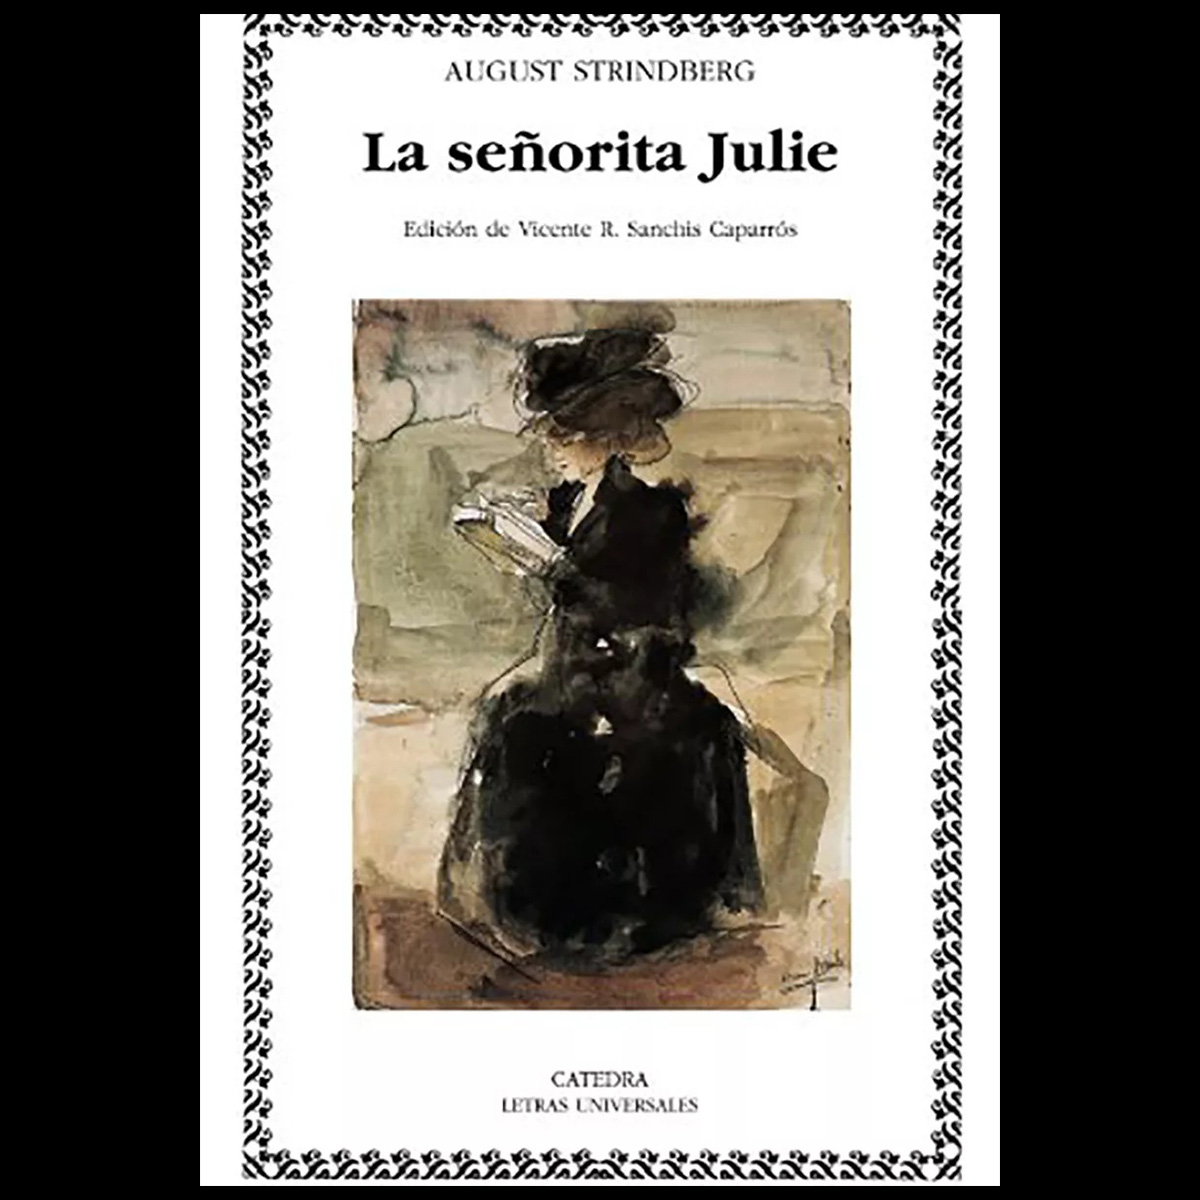 AUGUST STRINDBERG
La señorita Julie
Edición de Vicente R. Sanchis Caparrós
CATEDRA
LETRAS UNIVERSALES